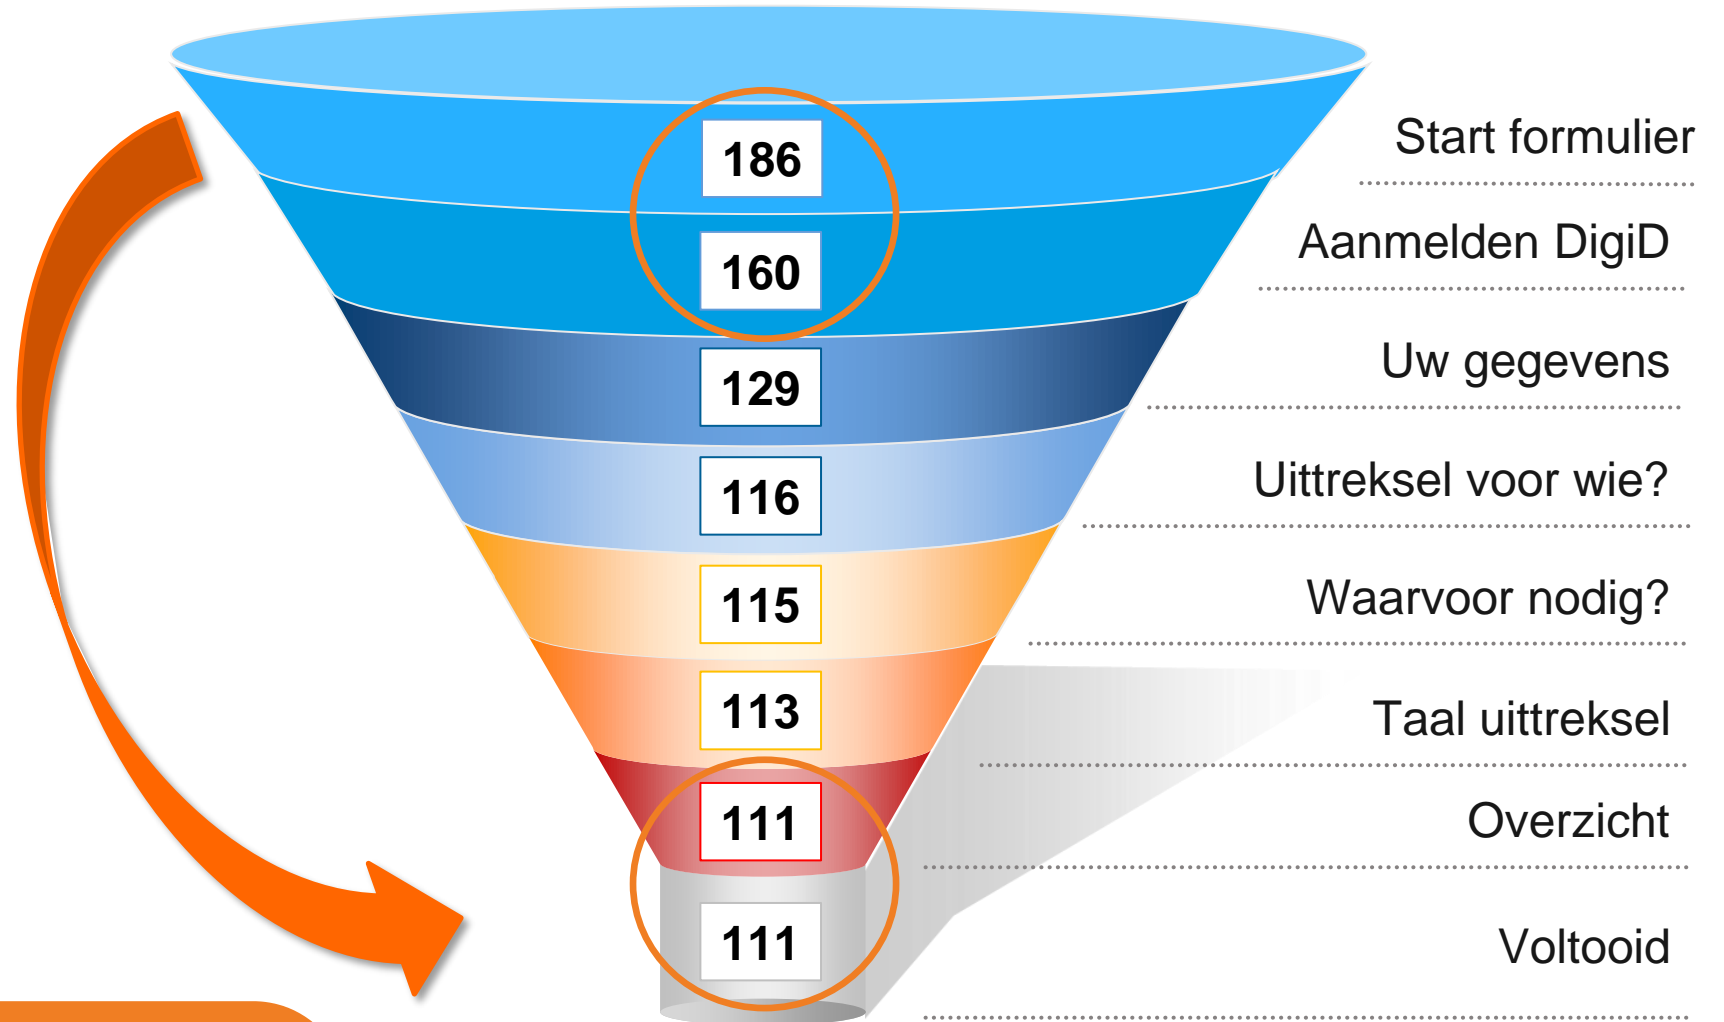 186 Start formulier
160 Aanmelden DigiD
129 Uw gegevens
116 Uittreksel voor wie?
115 Waarvoor nodig?
113 Taal uittreksel
111 Overzicht
111 Voltooid